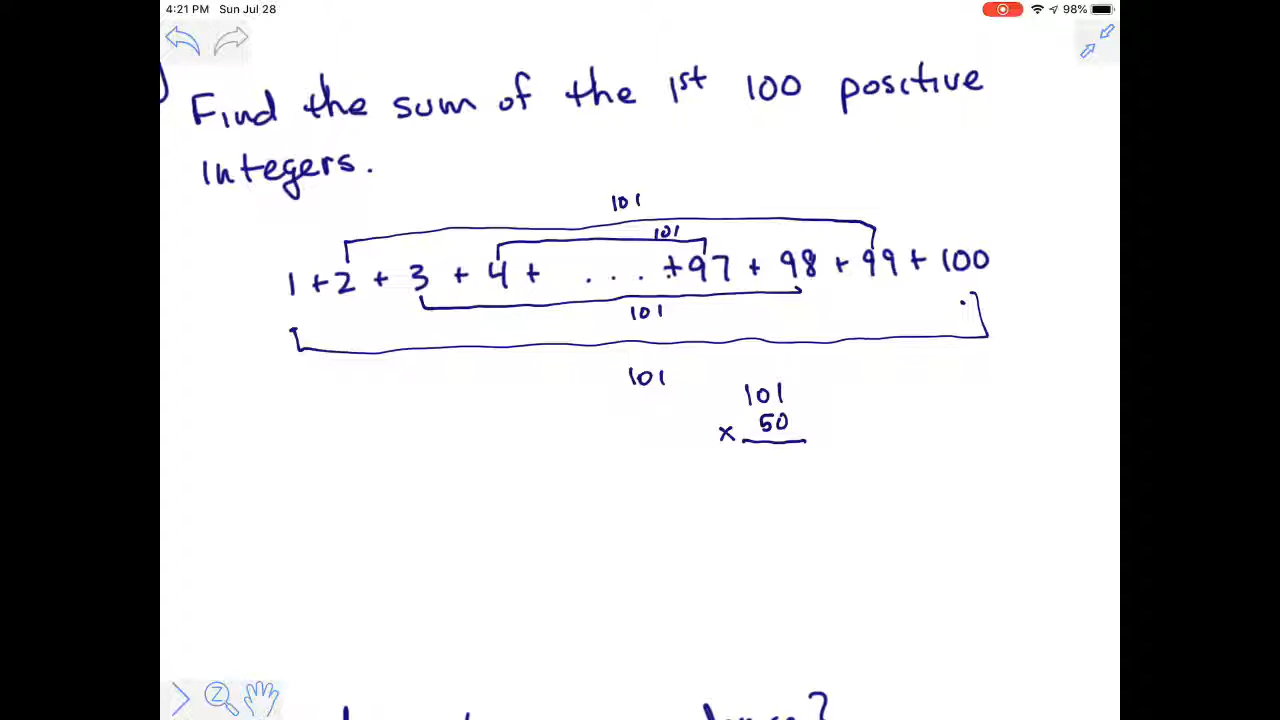 4:21 PM Sun Jul 28
98%
Find the sum of the 1st 100 positive
integers.
101
101
1 + 2 + 3 + 4 + . . . + 97 + 98 + 99 + 100
101
101
101
x 50
Z
?